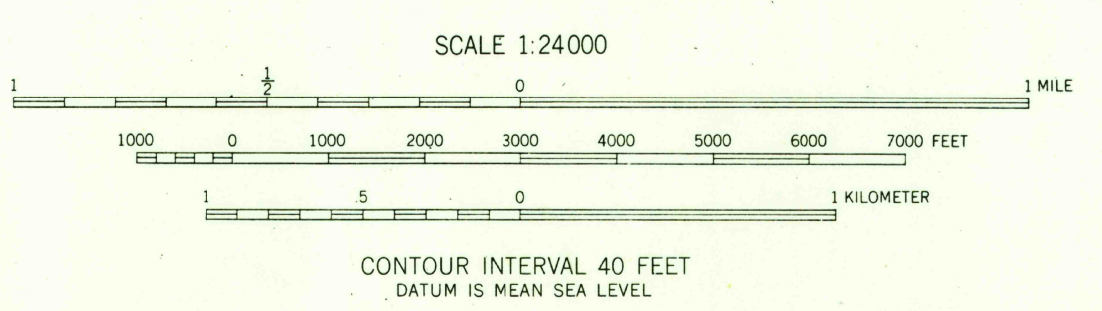 SCALE 1:24000
1 1/2 0 1 MILE
1000 0 1000 2000 3000 4000 5000 6000 7000 FEET
1 .5 0 1 KILOMETER
CONTOUR INTERVAL 40 FEET
DATUM IS MEAN SEA LEVEL